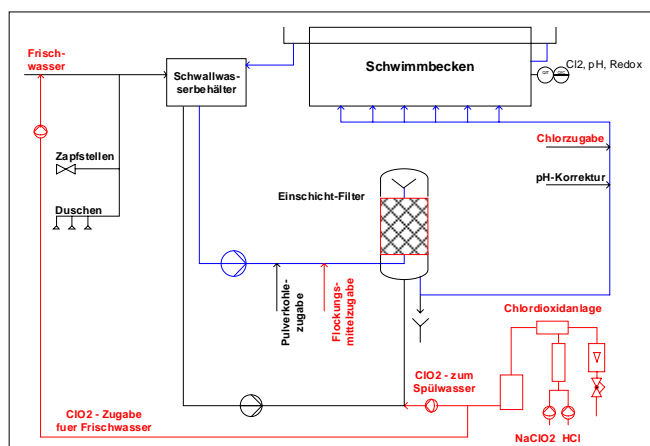 Frisch-
wasser
Schwallwas-
serbehälter
Schwimmbecken
Cl2, pH, Redox
Zapfstellen
Duschen
Chlorzugabe
pH-Korrektur
Einschicht-Filter
Pulverkohle-
zugabe
Flockungs-
mittelzugabe
Chlordioxidanlage
ClO2 - zum
Spülwasser
ClO2 - Zugabe
fuer Frischwasser
NaClO2 HCl